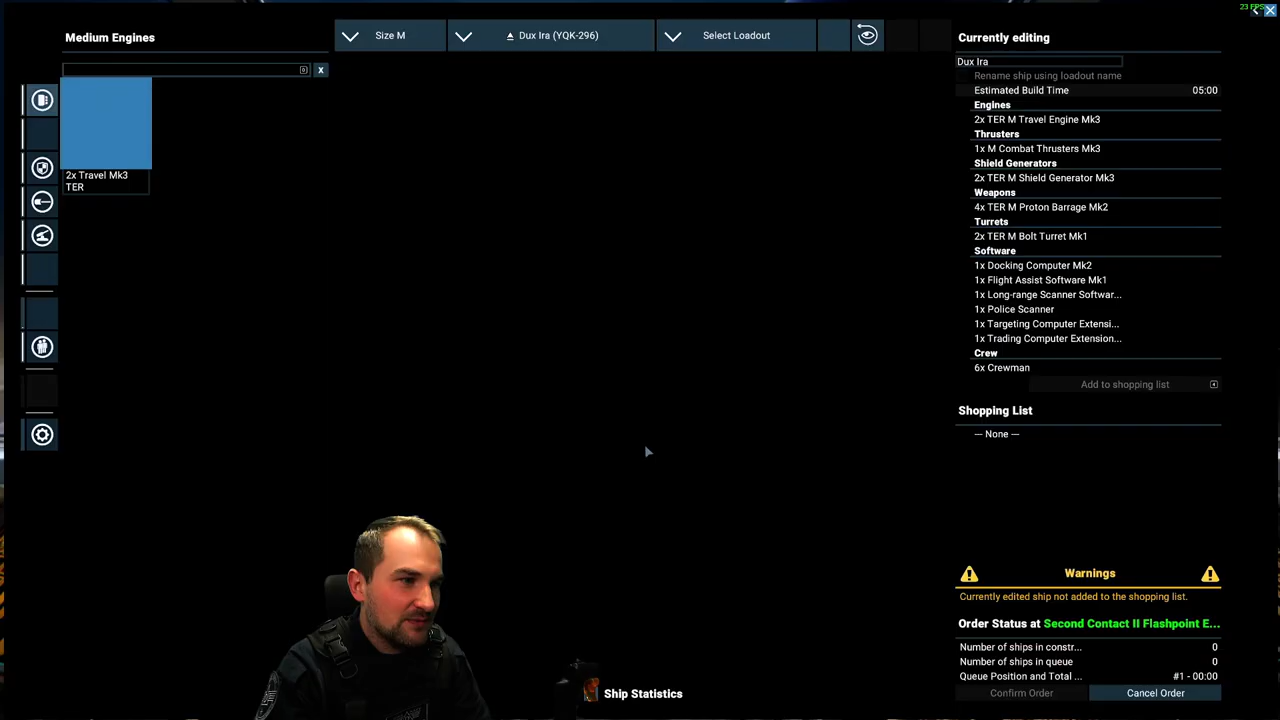 23 FPS
Medium Engines
Size M
Dux Ira (YQK-296)
Select Loadout
X
2x Travel Mk3
TER
Currently editing
Dux Ira
Rename ship using loadout name
Estimated Build Time 05:00
Engines
2x TER M Travel Engine Mk3
Thrusters
1x M Combat Thrusters Mk3
Shield Generators
2x TER M Shield Generator Mk3
Weapons
4x TER M Proton Barrage Mk2
Turrets
2x TER M Bolt Turret Mk1
Software
1x Docking Computer Mk2
1x Flight Assist Software Mk1
1x Long-range Scanner Softwar...
1x Police Scanner
1x Targeting Computer Extensi...
1x Trading Computer Extension...
Crew
6x Crewman
Add to shopping list
Shopping List
— None —
Warnings
Currently edited ship not added to the shopping list.
Order Status at Second Contact II Flashpoint E...
Number of ships in constr... 0
Number of ships in queue 0
Queue Position and Total ... #1 - 00:00
Confirm Order
Cancel Order
Ship Statistics